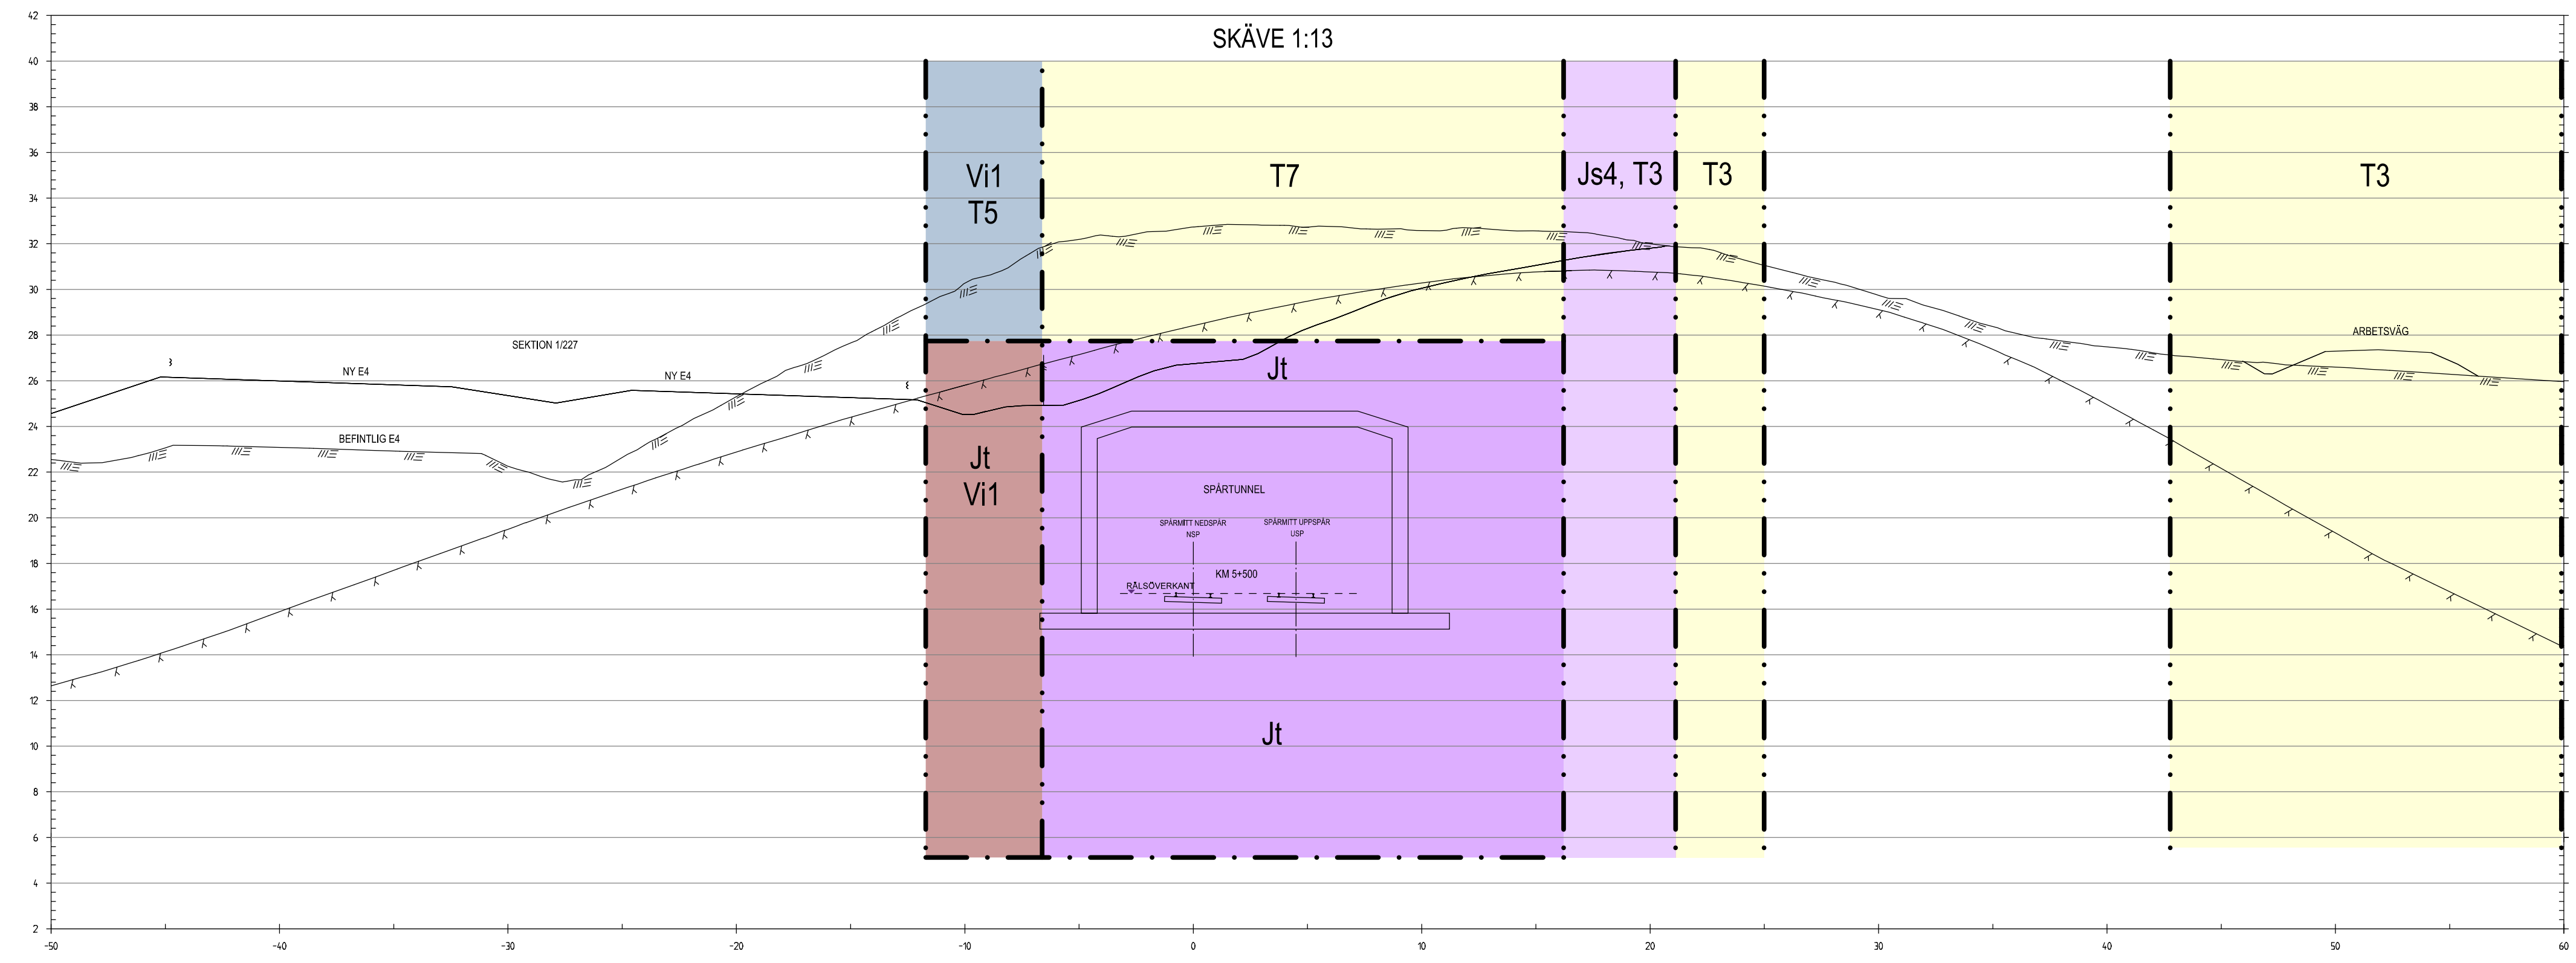 SKÄVE 1:13
42
40
38
36
34
32
30
28
26
24
22
20
18
16
14
12
10
8
6
4
2
Vi1
T5
T7
Js4, T3
T3
T3
SEKTION 1/227
NY E4
NY E4
BEFINTLIG E4
ARBETSVÄG
Jt
Jt
Vi1
SPÅRTUNNEL
SPÅRMITT NEDSPÅR
NSP
SPÅRMITT UPPSPÅR
USP
KM 5+500
RÄLSÖVERKANT
Jt
-50
-40
-30
-20
-10
0
10
20
30
40
50
60